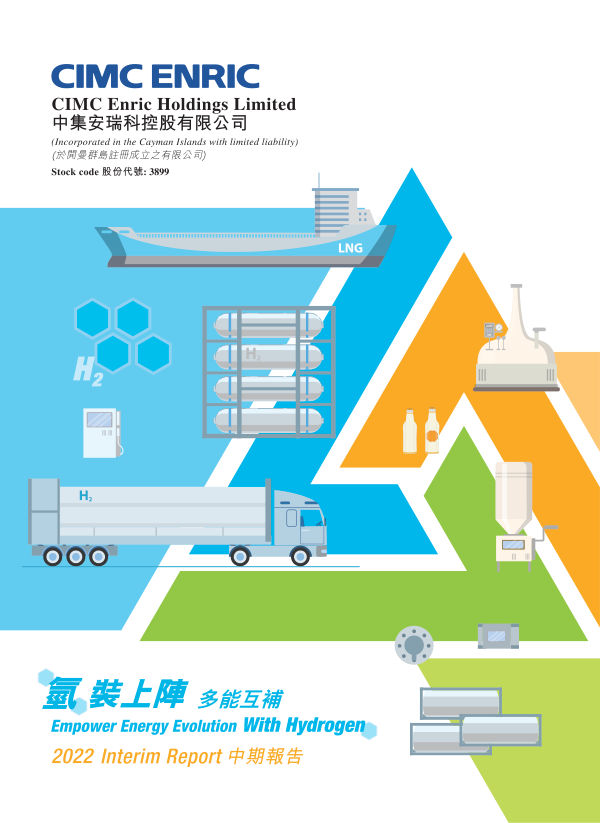 CIMC ENRIC
CIMC Enric Holdings Limited
中集安瑞科控股有限公司
(Incorporated in the Cayman Islands with limited liability)
(於開曼群島註冊成立之有限公司)
Stock code 股份代號: 3899
LNG
H2
H2
H2
氫裝上陣 多能互補
Empower Energy Evolution With Hydrogen
2022 Interim Report 中期報告